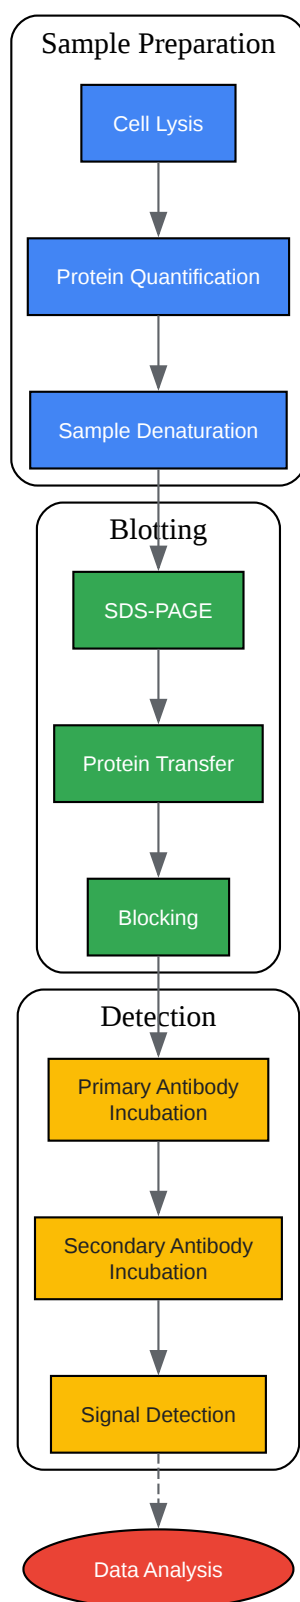 Sample Preparation
Cell Lysis
Protein Quantification
Sample Denaturation
Blotting
SDS-PAGE
Protein Transfer
Blocking
Detection
Primary Antibody
Incubation
Secondary Antibody
Incubation
Signal Detection
Data Analysis